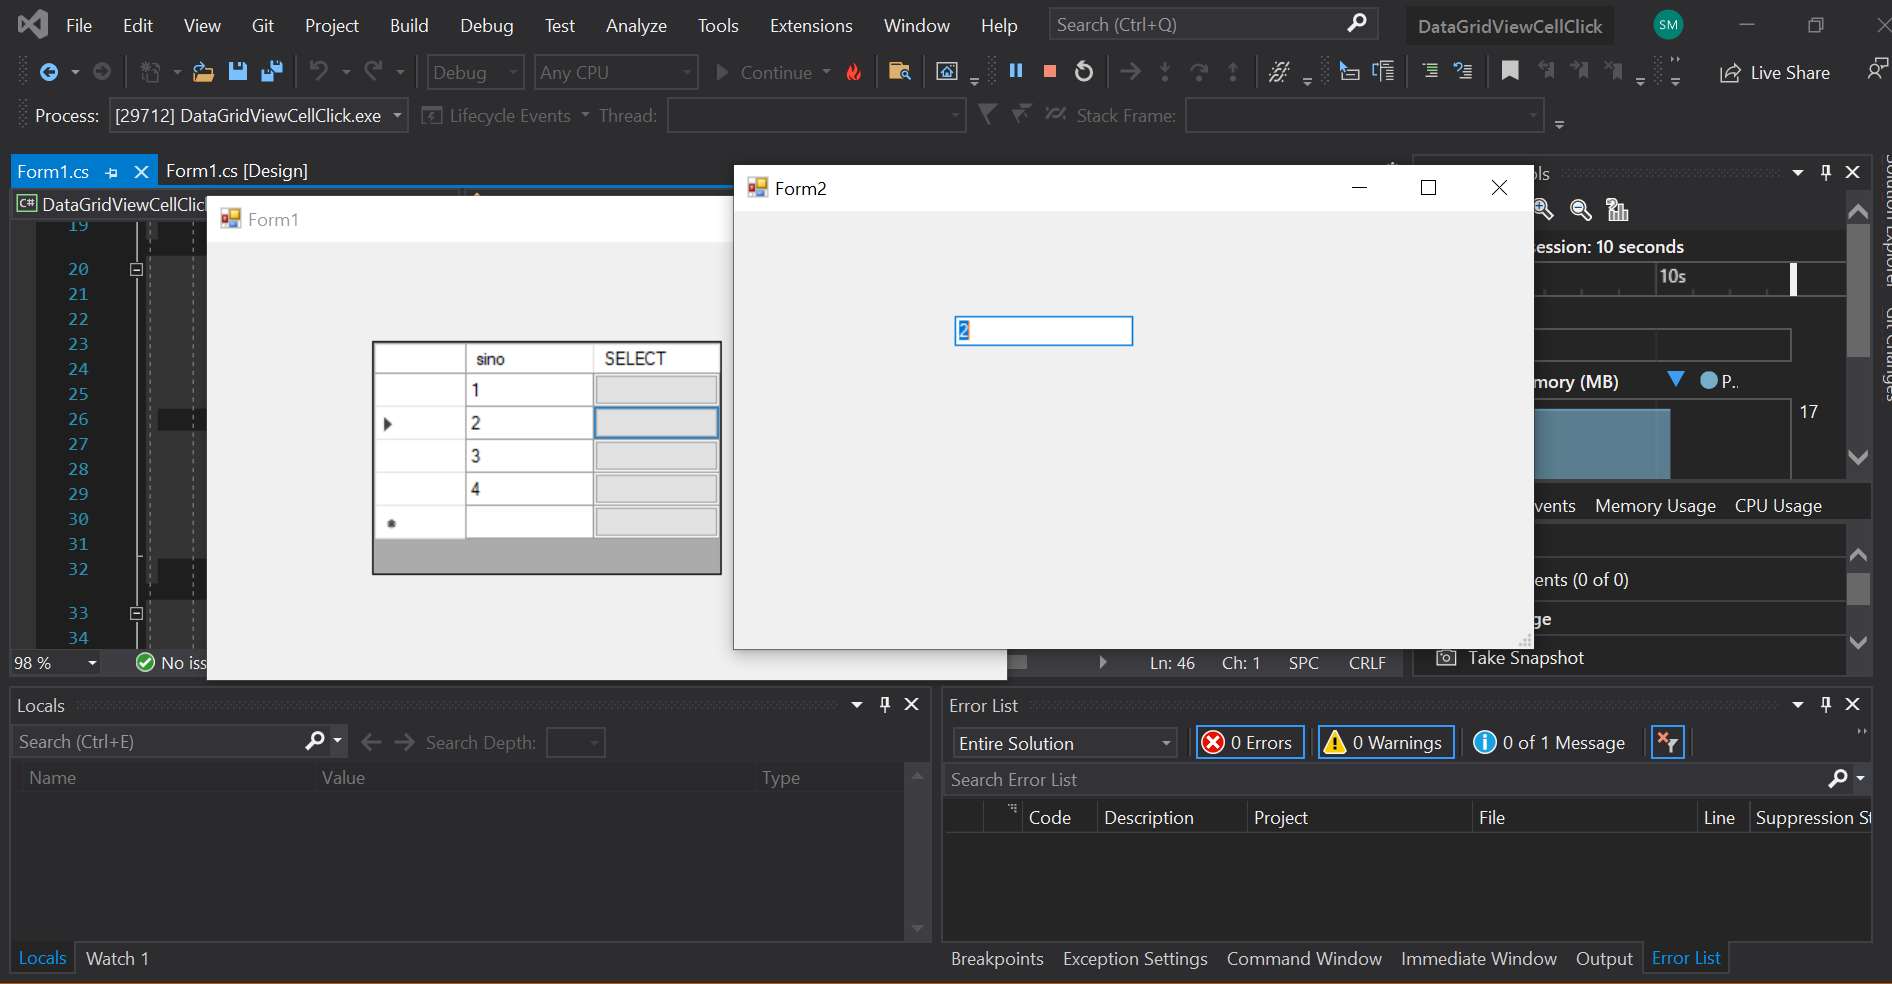 File Edit View Git Project Build Debug Test Analyze Tools Extensions Window Help Search (Ctrl+Q) DataGridViewCellClick SM
Debug Any CPU Continue Live Share
Process: [29712] DataGridViewCellClick.exe Lifecycle Events Thread: Stack Frame:
Form1.cs Form1.cs [Design]
C# DataGridViewCellClic
Form1
Form2
19
20
21
22
23
24
25
26
27
28
29
30
31
32
33
34
sino SELECT
1
2
3
4
2
ols
ession: 10 seconds
10s
mory (MB) P..
17
vents Memory Usage CPU Usage
ents (0 of 0)
ge
Take Snapshot
Solution Explorer
Git Changes
98 % No iss Ln: 46 Ch: 1 SPC CRLF
Locals
Search (Ctrl+E) Search Depth:
Name Value Type
Locals Watch 1
Error List
Entire Solution 0 Errors 0 Warnings 0 of 1 Message
Search Error List
Code Description Project File Line Suppression St
Breakpoints Exception Settings Command Window Immediate Window Output Error List